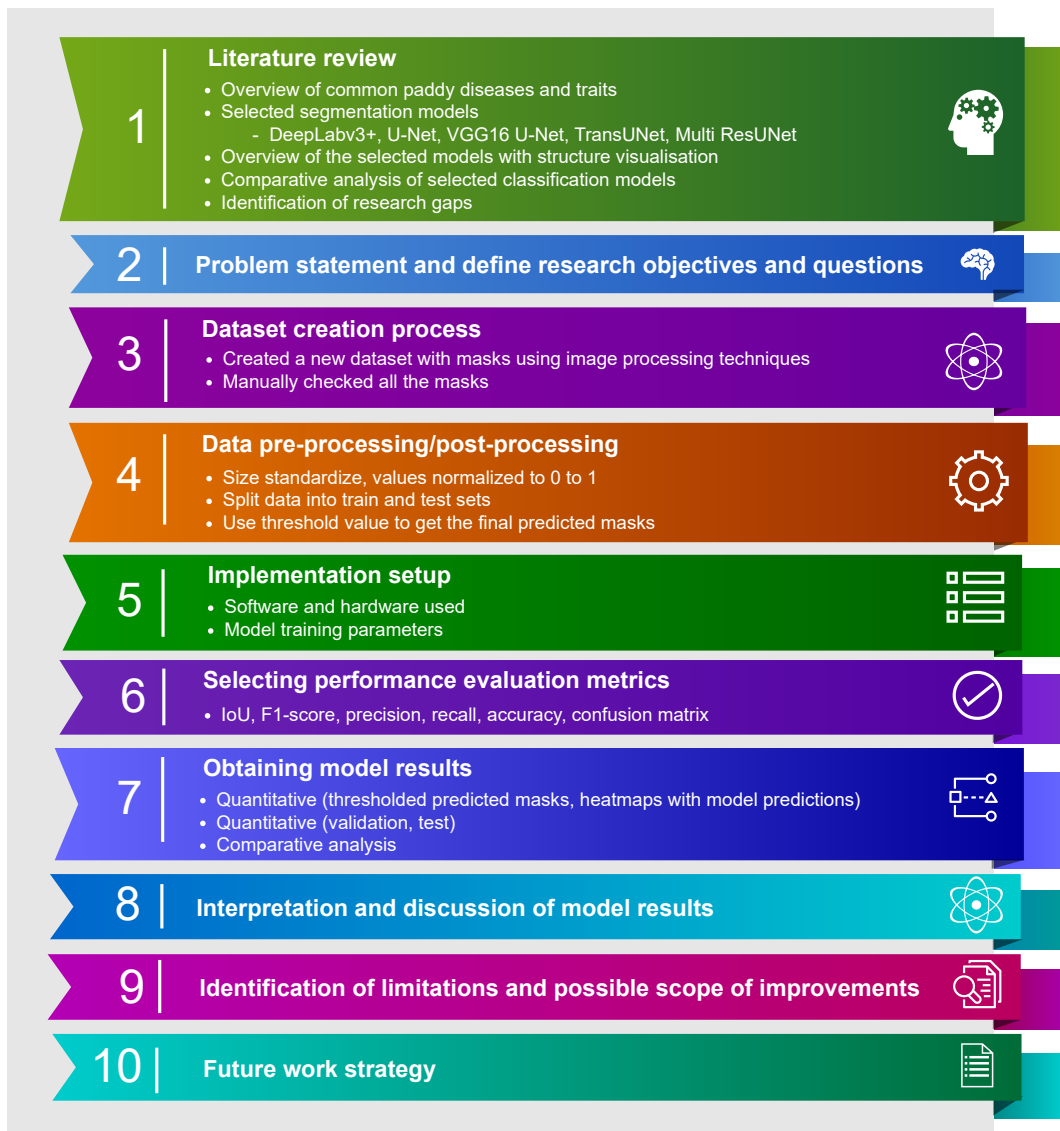 1
Literature review
• Overview of common paddy diseases and traits
• Selected segmentation models
- DeepLabv3+, U-Net, VGG16 U-Net, TransUNet, Multi ResUNet
• Overview of the selected models with structure visualisation
• Comparative analysis of selected classification models
• Identification of research gaps
2
Problem statement and define research objectives and questions
3
Dataset creation process
• Created a new dataset with masks using image processing techniques
• Manually checked all the masks
4
Data pre-processing/post-processing
• Size standardize, values normalized to 0 to 1
• Split data into train and test sets
• Use threshold value to get the final predicted masks
5
Implementation setup
• Software and hardware used
• Model training parameters
6
Selecting performance evaluation metrics
• IoU, F1-score, precision, recall, accuracy, confusion matrix
7
Obtaining model results
• Quantitative (thresholded predicted masks, heatmaps with model predictions)
• Quantitative (validation, test)
• Comparative analysis
8
Interpretation and discussion of model results
9
Identification of limitations and possible scope of improvements
10
Future work strategy